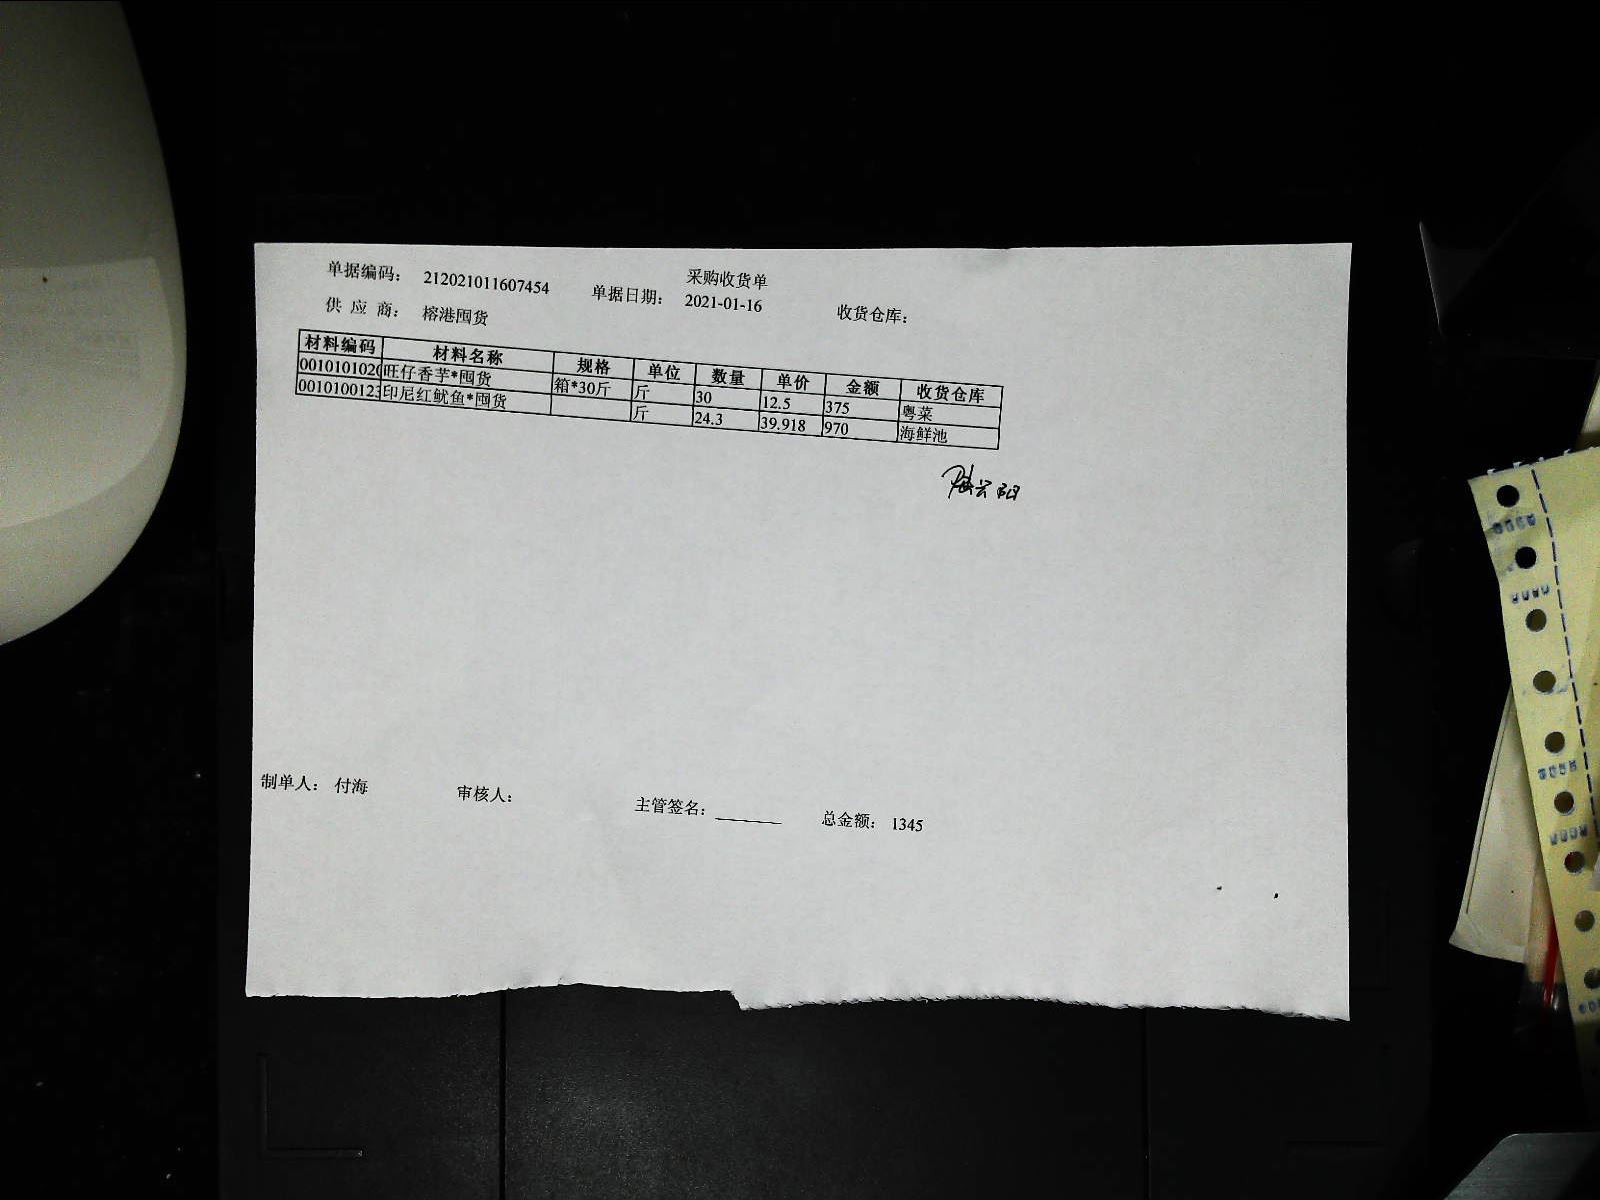 采购收货单
单据编码： 212021011607454 单据日期： 2021-01-16 收货仓库：
供 应 商： 榕港囤货
材料编码 材料名称 规格 单位 数量 单价 金额 收货仓库
0010101020 旺仔香芋*囤货 箱*30斤 斤 30 12.5 375 粤菜
0010100123 印尼红鱿鱼*囤货 斤 24.3 39.918 970 海鲜池
制单人： 付海 审核人： 主管签名： 总金额： 1345